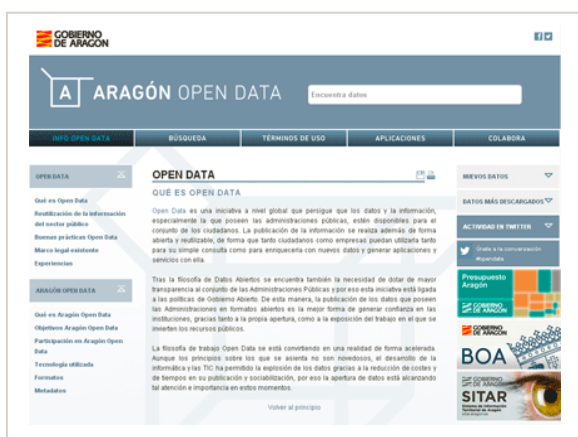 GOBIERNO
DE ARAGON
A ARAGÓN OPEN DATA
Encuentra datos
INFO OPEN DATA
BÚSQUEDA
TÉRMINOS DE USO
APLICACIONES
COLABORA
OPEN DATA
Qué es Open Data
Reutilización de la información
del sector público
Buenas prácticas Open Data
Marco legal existente
Experiencias
ARAGÓN OPEN DATA
Qué es Aragón Open Data
Objetivos Aragón Open Data
Participación en Aragón Open
Data
Tecnología utilizada
Formatos
Metadatos
OPEN DATA
QUÉ ES OPEN DATA
Open Data es una iniciativa a nivel global que persigue que los datos y la información,
especialmente la que poseen las administraciones públicas, estén disponibles para el
conjunto de los ciudadanos. La publicación de la información se realiza además de forma
abierta y reutilizable, de forma que tanto ciudadanos como empresas puedan utilizarla tanto
para su simple consulta como para enriquecerla con nuevos datos y generar aplicaciones y
servicios con ella.
Tras la filosofía de Datos Abiertos se encuentra también la necesidad de dotar de mayor
transparencia al conjunto de las Administraciones Públicas y por eso esta iniciativa está ligada
a las políticas de Gobierno Abierto. De esta manera, la publicación de los datos que poseen
las Administraciones en formatos abiertos es la mejor forma de generar confianza en las
instituciones, gracias tanto a la propia apertura, como a la exposición del trabajo en el que se
invierten los recursos públicos.
La filosofía de trabajo Open Data se está convirtiendo en una realidad de forma acelerada.
Aunque los principios sobre los que se asienta no son novedosos, el desarrollo de la
informática y las TIC ha permitido la explosión de los datos gracias a la reducción de costes y
de tiempos en su publicación y sociabilización, por eso la apertura de datos está alcanzando
tal atención e importancia en estos momentos.
Volver al principio
NUEVOS DATOS
DATOS MÁS DESCARGADOS
ACTIVIDAD EN TWITTER
Únete a la conversación
#opendata
Presupuesto
Aragón
GOBIERNO
DE ARAGON
GOBIERNO
DE ARAGON
BOA
GOBIERNO
DE ARAGON
SITAR
Sistema de Información
Territorial de Aragón